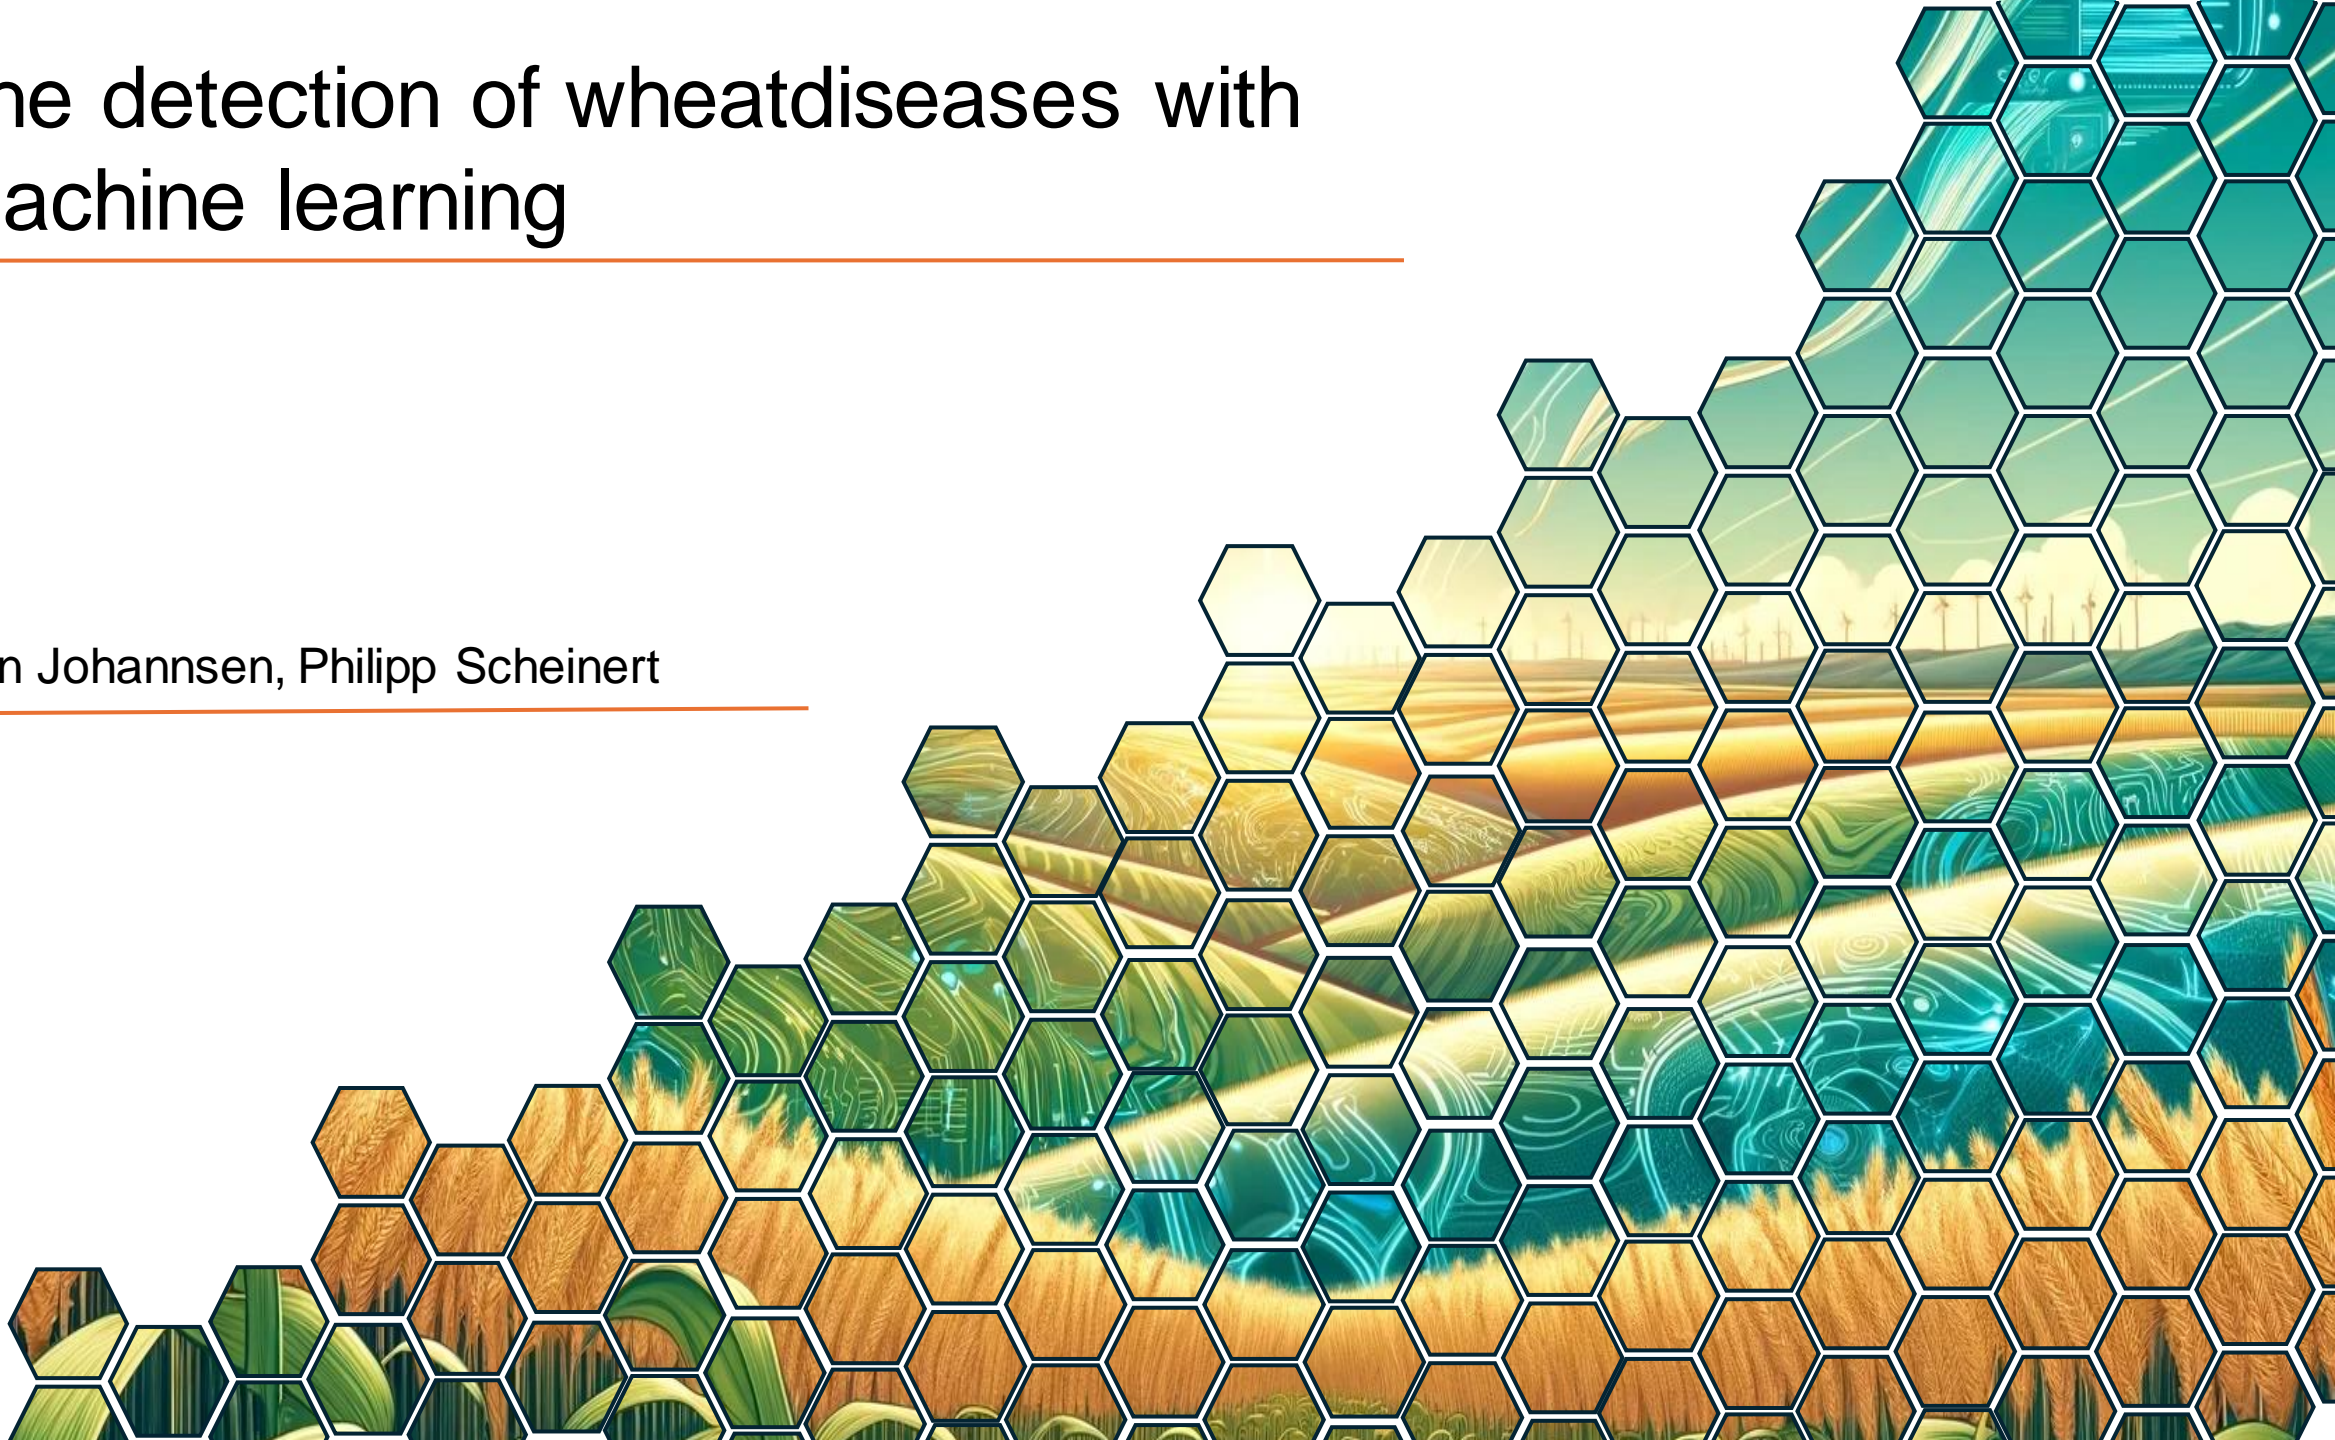 he detection of wheatdiseases with
achine learning
n Johannsen, Philipp Scheinert